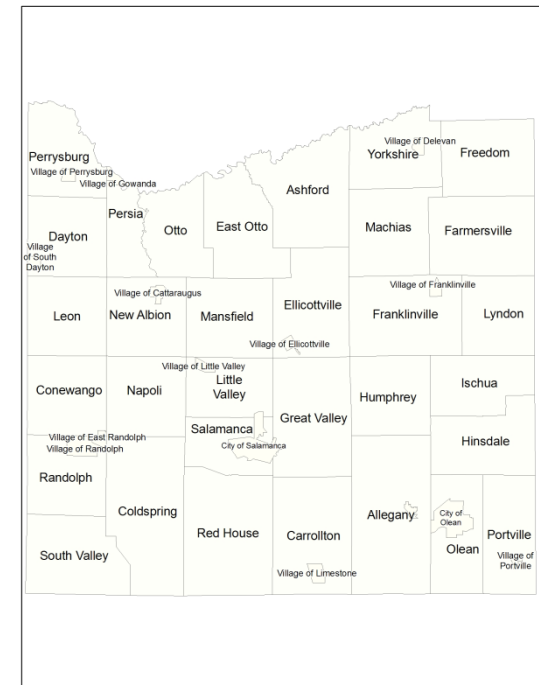 Village of Delevan
Yorkshire
Freedom
Perrysburg
Village of Perrysburg
Village of Gowanda
Ashford
Persia
Otto
East Otto
Machias
Farmersville
Dayton
Village
of South
Dayton
Village of Cattaraugus
Village of Franklinville
Leon
New Albion
Mansfield
Ellicottville
Franklinville
Lyndon
Village of Ellicottville
Village of Little Valley
Conewango
Napoli
Little
Valley
Humphrey
Ischua
Great Valley
Salamanca
City of Salamanca
Village of East Randolph
Village of Randolph
Hinsdale
Randolph
Coldspring
Red House
Carrollton
Allegany
City of
Olean
Olean
Portville
Village of
Portville
South Valley
Village of Limestone